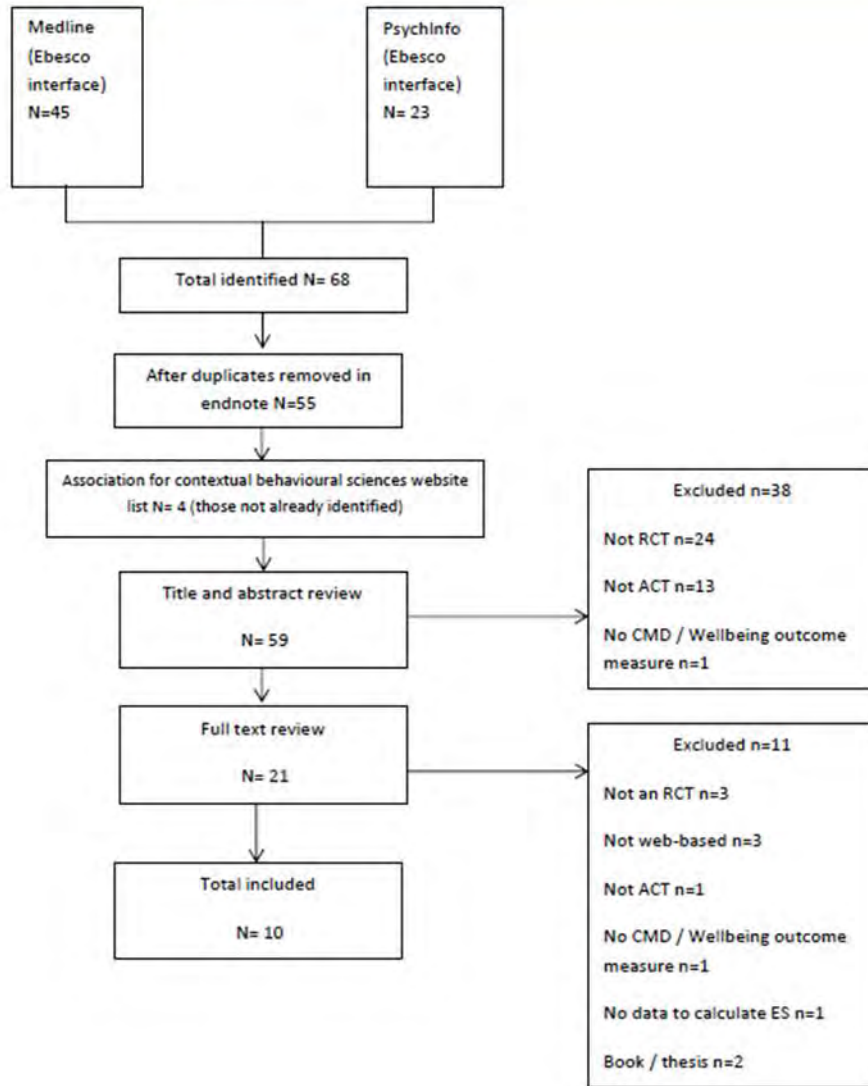 Medline
(Ebesco
interface)
N=45
PsychInfo
(Ebesco
interface)
N= 23
Total identified N= 68
After duplicates removed in
endnote N=55
Association for contextual behavioural sciences website
list N= 4 (those not already identified)
Title and abstract review
N= 59
Excluded n=38
Not RCT n=24
Not ACT n=13
No CMD / Wellbeing outcome
measure n=1
Full text review
N= 21
Excluded n=11
Not an RCT n=3
Not web-based n=3
Not ACT n=1
No CMD / Wellbeing outcome
measure n=1
No data to calculate ES n=1
Book / thesis n=2
Total included
N= 10